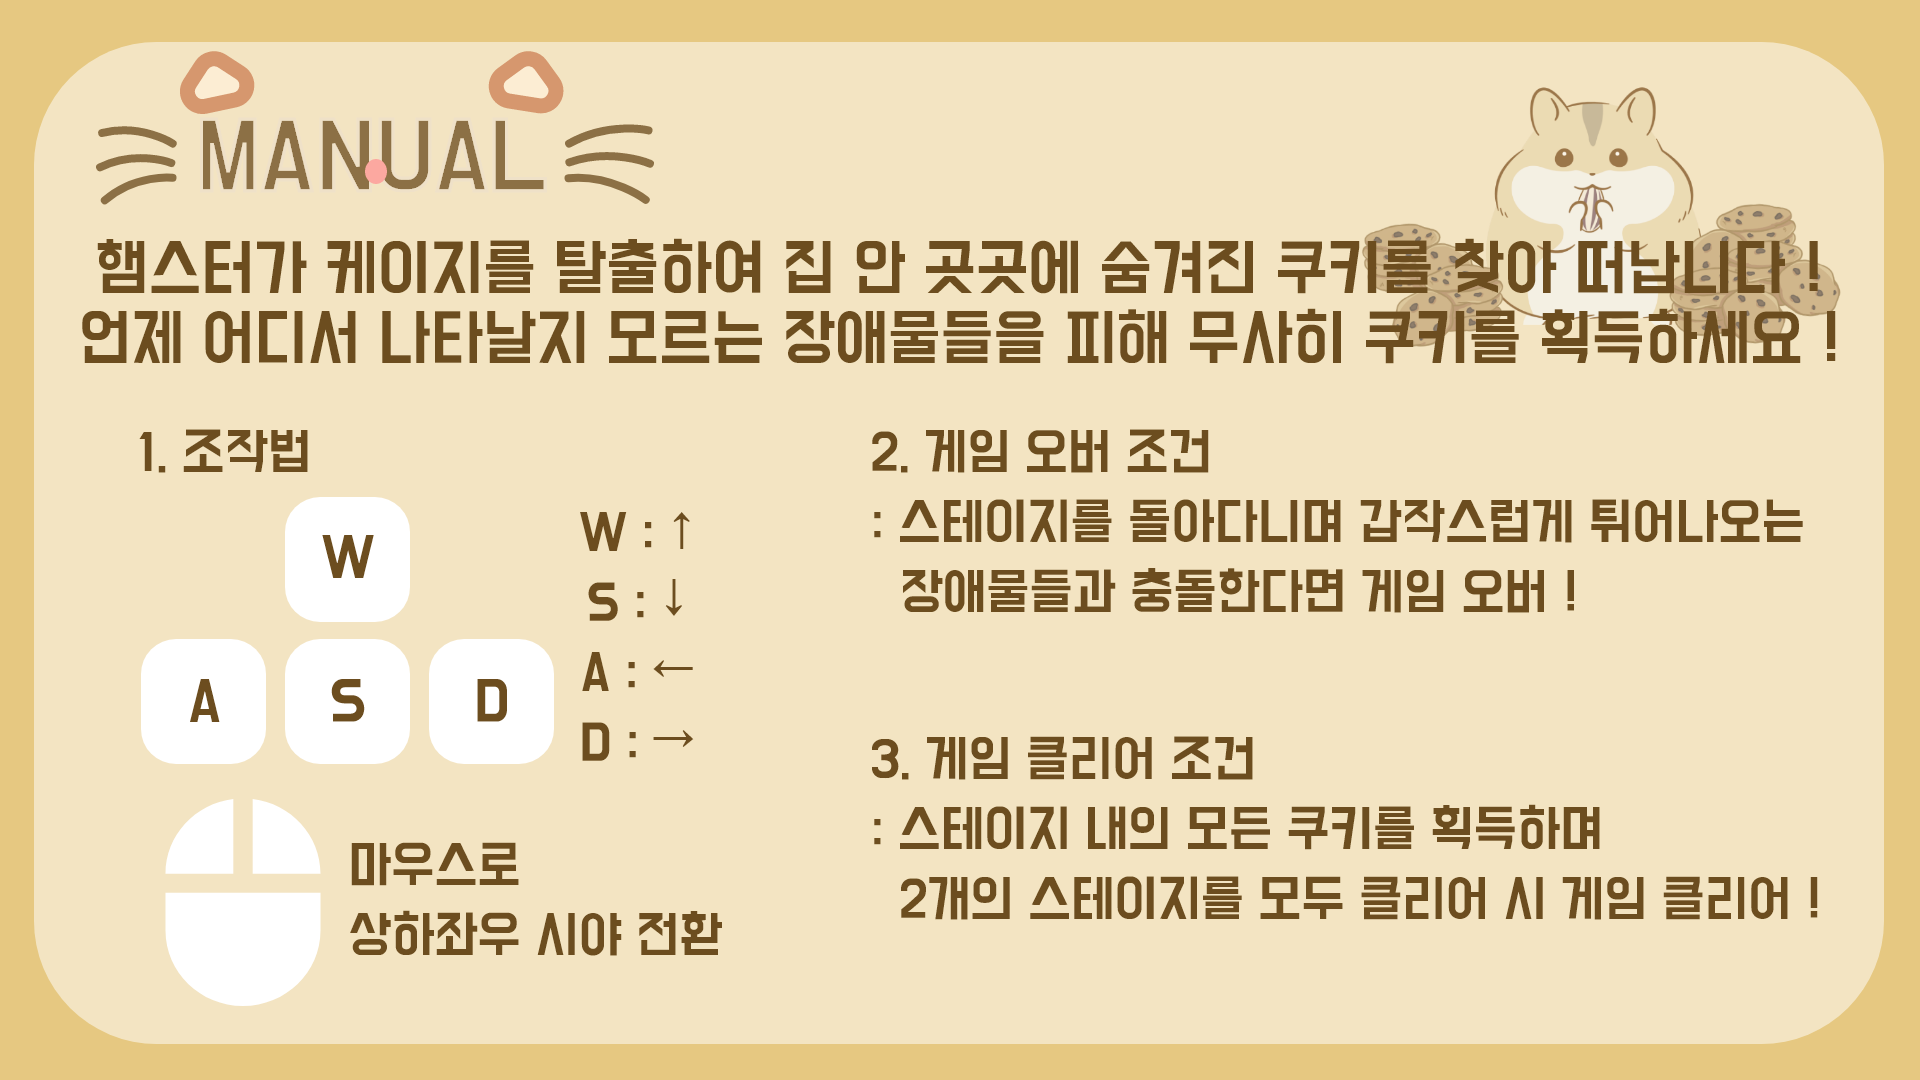 MANUAL
햄스터가 케이지를 탈출하여 집 안 곳곳에 숨겨진 쿠키를 찾아 떠납니다 !
언제 어디서 나타날지 모르는 장애물들을 피해 무사히 쿠키를 획득하세요 !
1. 조작법
W
A S D
W : ↑
S : ↓
A : ←
D : →
마우스로
상하좌우 시야 전환
2. 게임 오버 조건
: 스테이지를 돌아다니며 갑작스럽게 튀어나오는
장애물들과 충돌한다면 게임 오버 !
3. 게임 클리어 조건
: 스테이지 내의 모든 쿠키를 획득하며
2개의 스테이지를 모두 클리어 시 게임 클리어 !